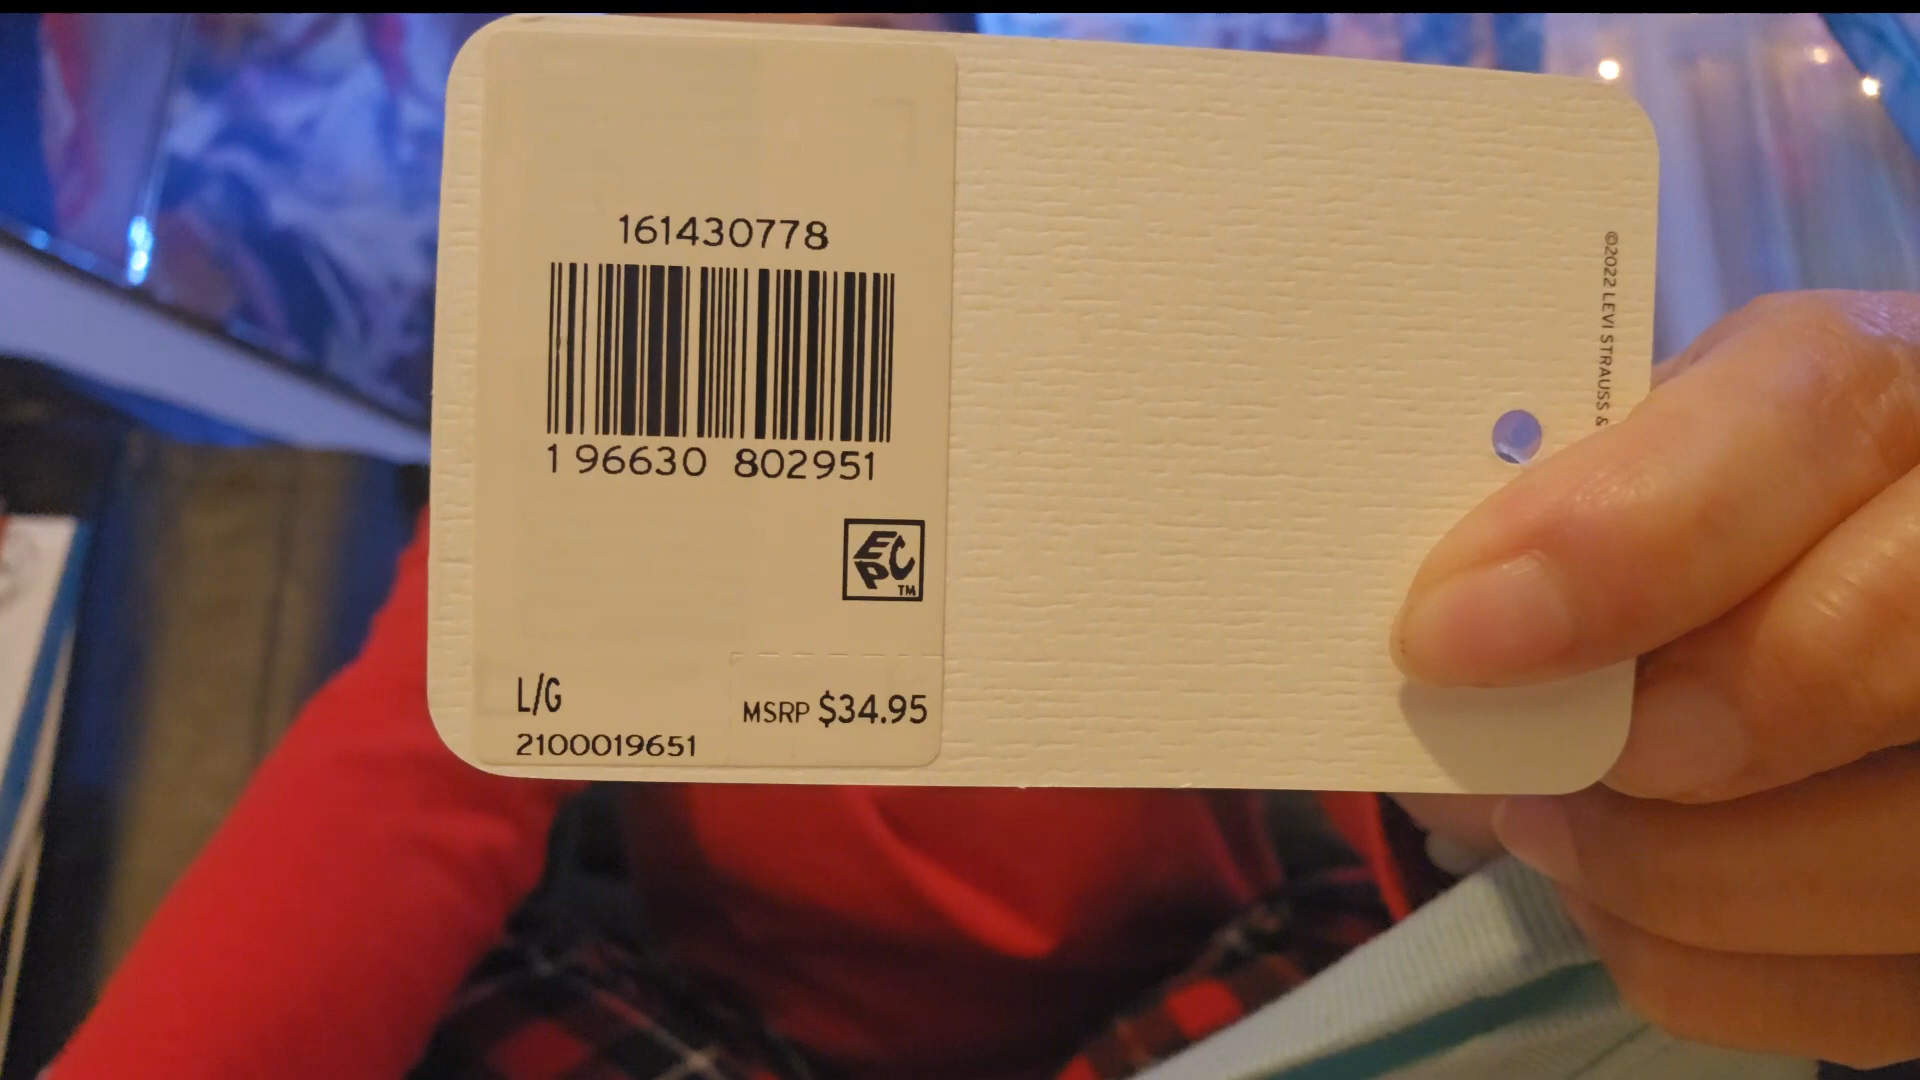 161430778
1 96630 802951
EPC
TM
L/G
MSRP $34.95
2100019651
©2022 LEVI STRAUSS &